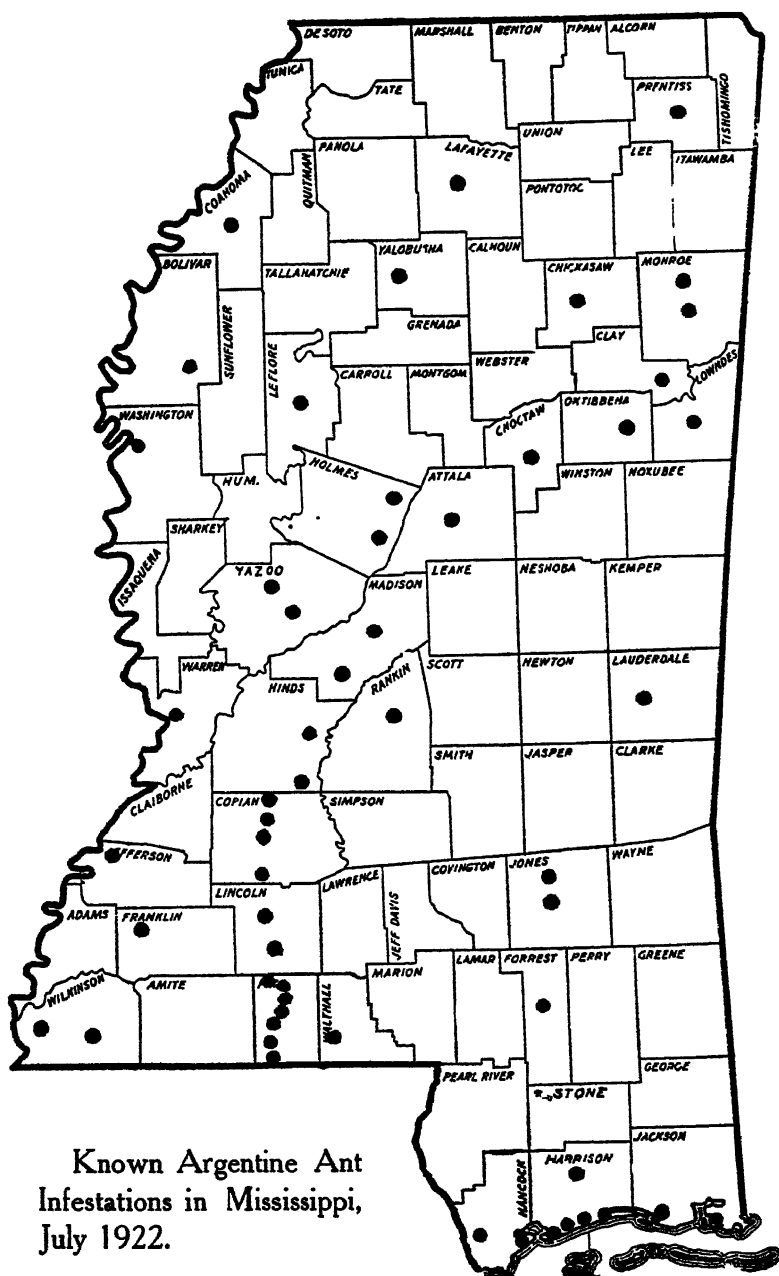 DE SOTO
MARSHALL
BENTON
TIPPAH
ALCORN
TUNICA
TATE
PRENTISS
TISHOMINGO
PANOLA
LAFAYETTE
UNION
LEE
ITAWAMBA
QUITMAN
COAHOMA
PONTOTOC
BOLIVAR
TALLAHATCHIE
YALOBUSHA
CALHOUN
CHICKASAW
MONROE
SUNFLOWER
LEFLORE
GRENADA
CLAY
LOWNDES
CARROLL
MONTGOM
WEBSTER
WASHINGTON
CHOCTAW
OKTIBBEHA
HUM.
HOLMES
ATTALA
WINSTON
NOXUBEE
SHARKEY
ISSAQUENA
YAZOO
MADISON
LEAKE
NESHOBA
KEMPER
WARREN
HINDS
RANKIN
SCOTT
NEWTON
LAUDERDALE
SMITH
JASPER
CLARKE
CLAIBORNE
COPIAH
SIMPSON
FFERSON
LINCOLN
LAWRENCE
COVINGTON
JONES
WAYNE
ADAMS
FRANKLIN
JEFF DAVIS
WILKINSON
AMITE
WALTHALL
MARION
LAMAR
FORREST
PERRY
GREENE
PEARL RIVER
GEORGE
STONE
HANCOCK
HARRISON
JACKSON
Known Argentine Ant
Infestations in Mississippi,
July 1922.